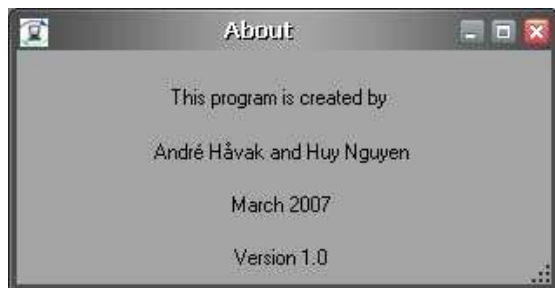 About
This program is created by
André Håvak and Huy Nguyen
March 2007
Version 1.0